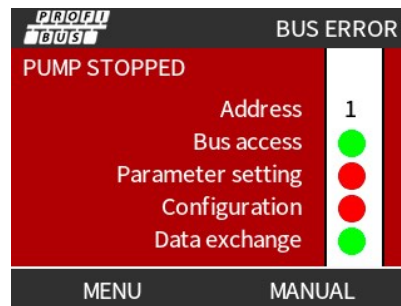 PROFI BUS
BUS ERROR
PUMP STOPPED
Address 1
Bus access
Parameter setting
Configuration
Data exchange
MENU
MANUAL